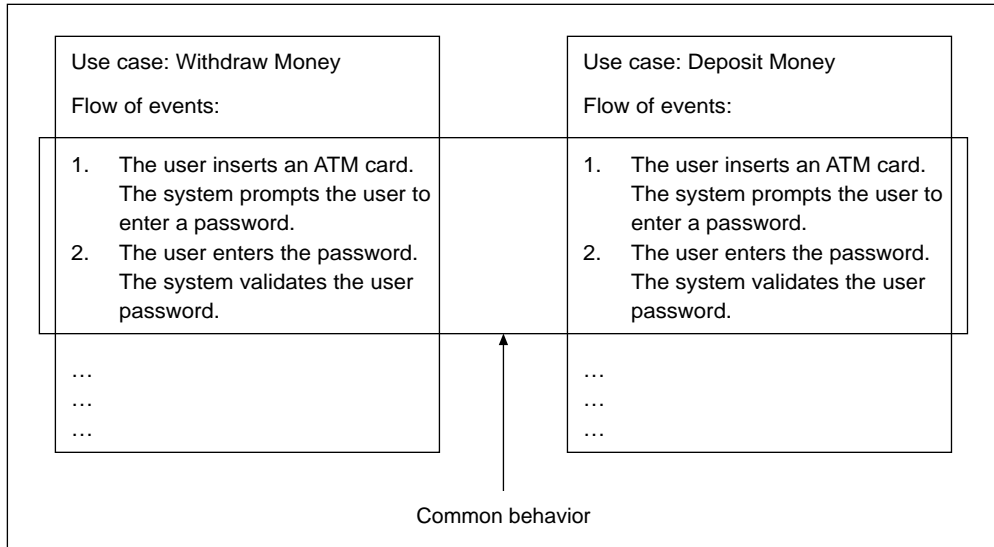 Use case: Withdraw Money
Flow of events:
1. The user inserts an ATM card.
The system prompts the user to
enter a password.
2. The user enters the password.
The system validates the user
password.
…
…
…
Use case: Deposit Money
Flow of events:
1. The user inserts an ATM card.
The system prompts the user to
enter a password.
2. The user enters the password.
The system validates the user
password.
…
…
…
Common behavior